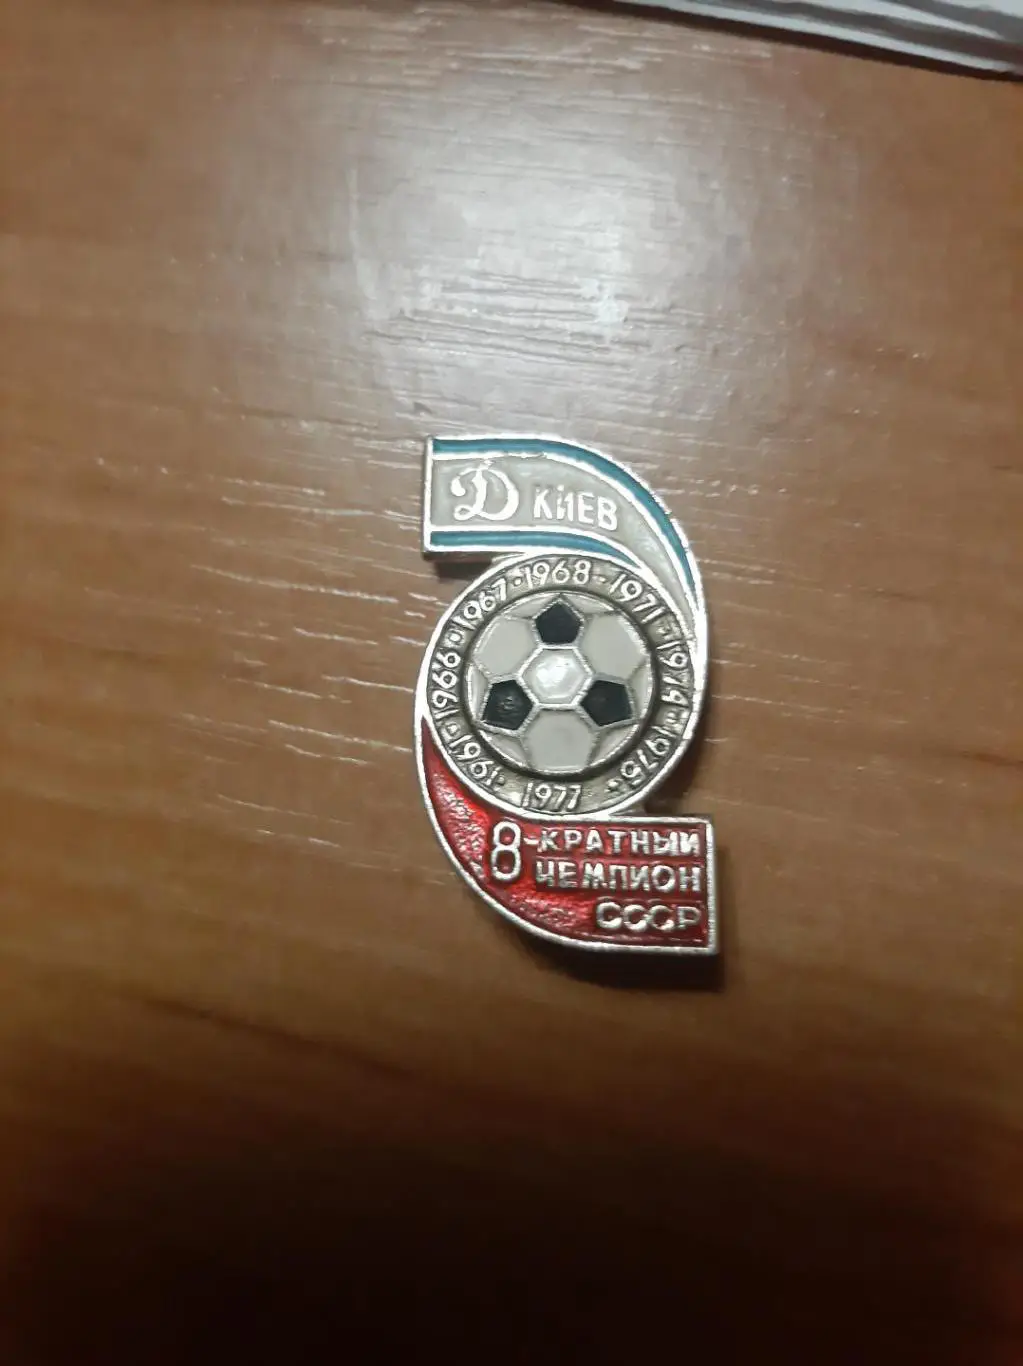 Д КИЕВ
1961 · 1966 · 1967 · 1968 · 1971 · 1974 · 1975 ·
1977
8-КРАТНЫЙ
ЧЕМПИОН
СССР